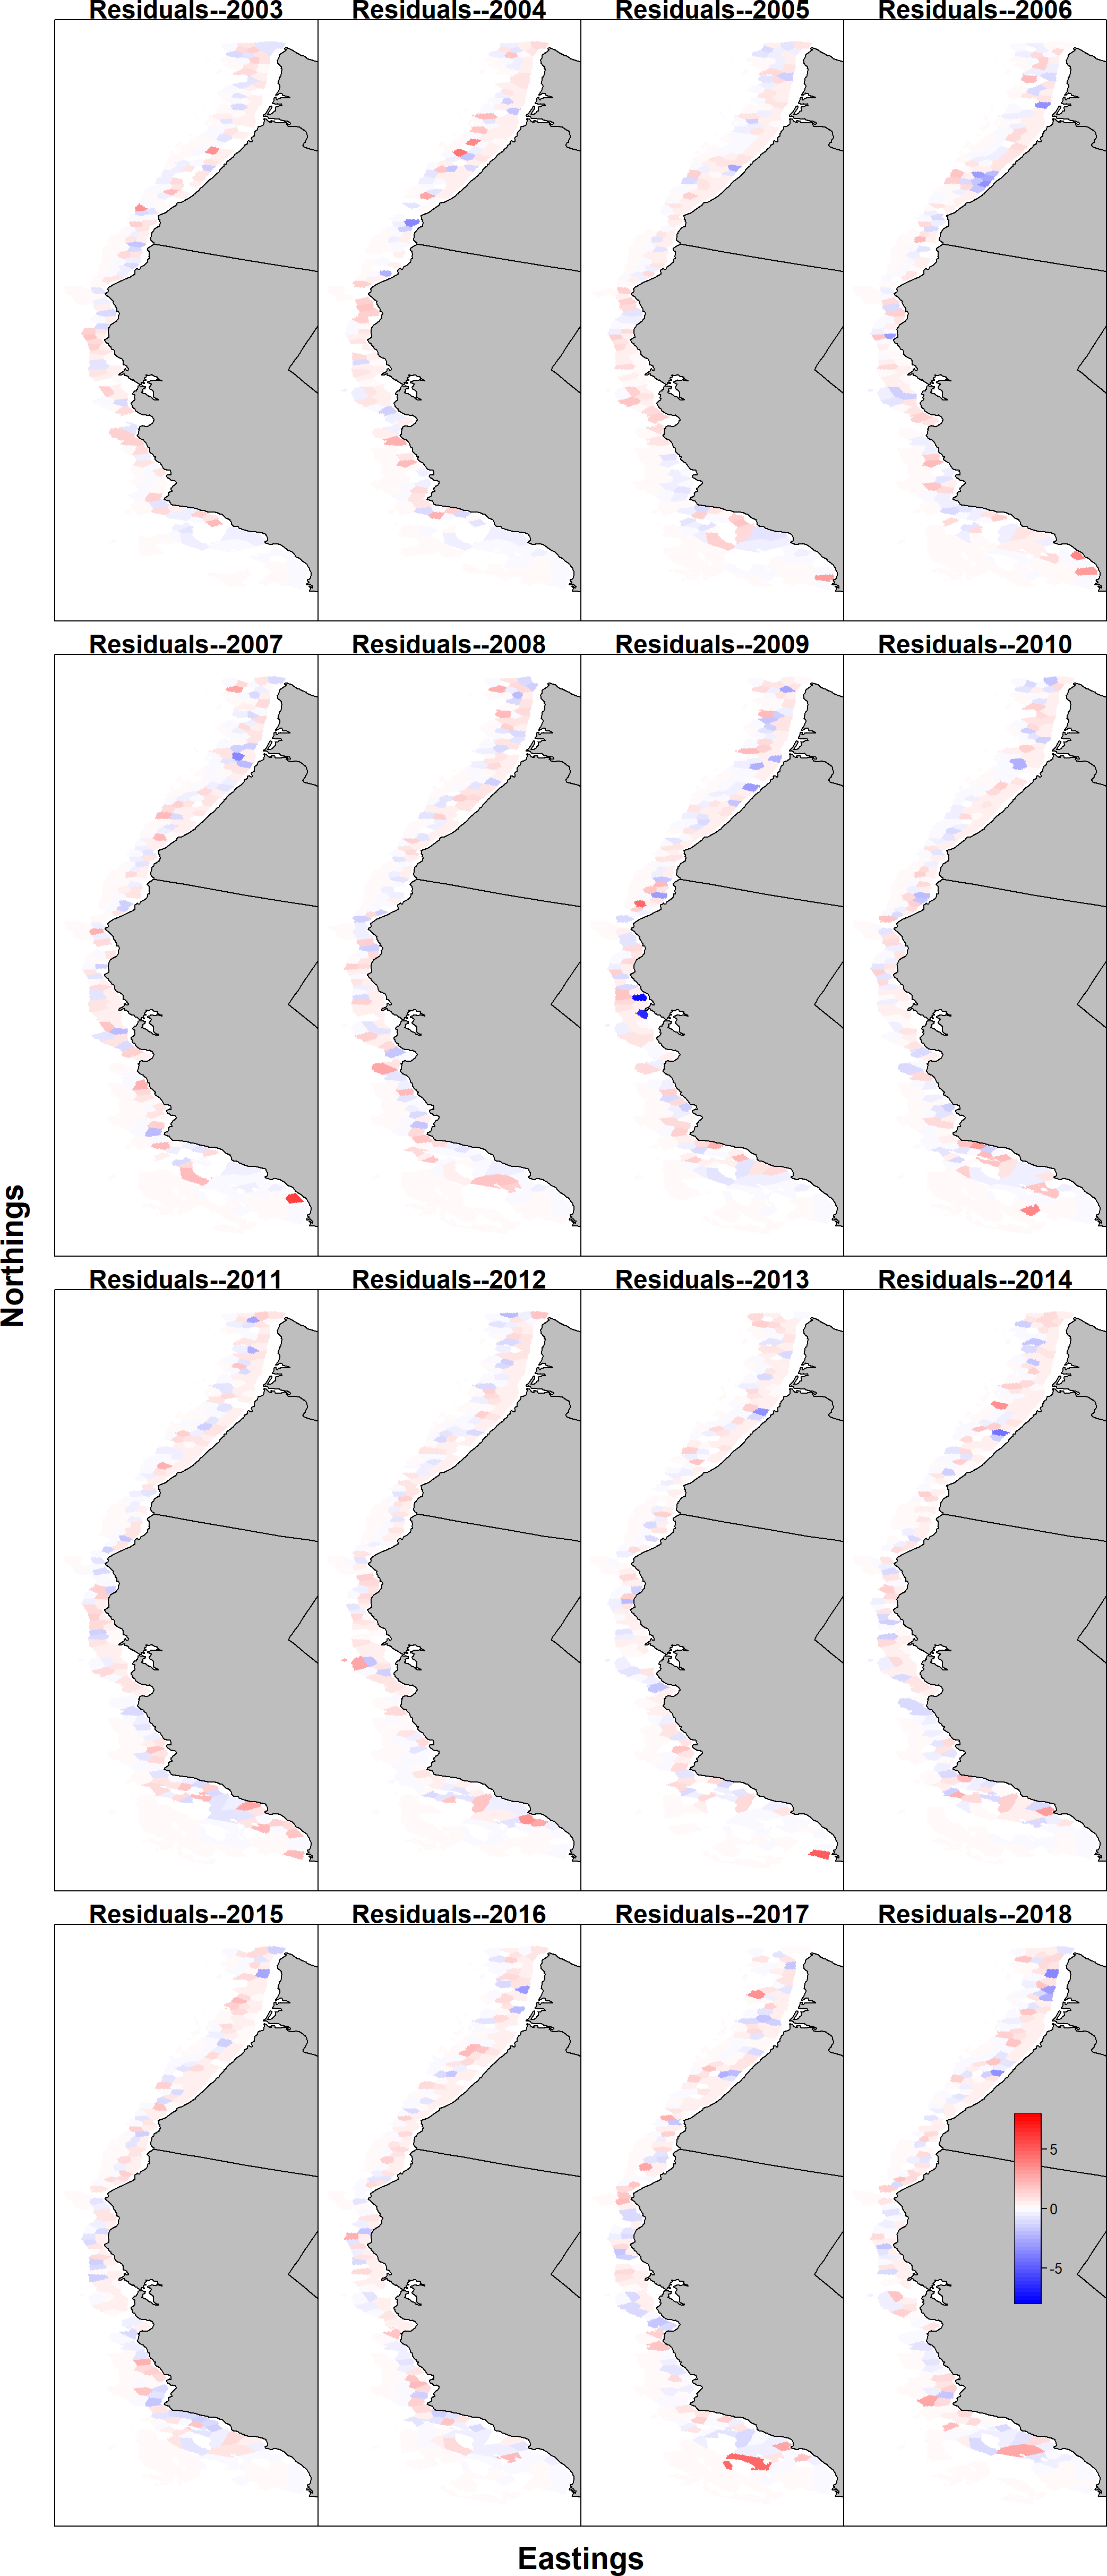 Residuals--2003 Residuals--2004 Residuals--2005 Residuals--2006
Residuals--2007 Residuals--2008 Residuals--2009 Residuals--2010
Northings
Residuals--2011 Residuals--2012 Residuals--2013 Residuals--2014
Residuals--2015 Residuals--2016 Residuals--2017 Residuals--2018
5
0
-5
Eastings